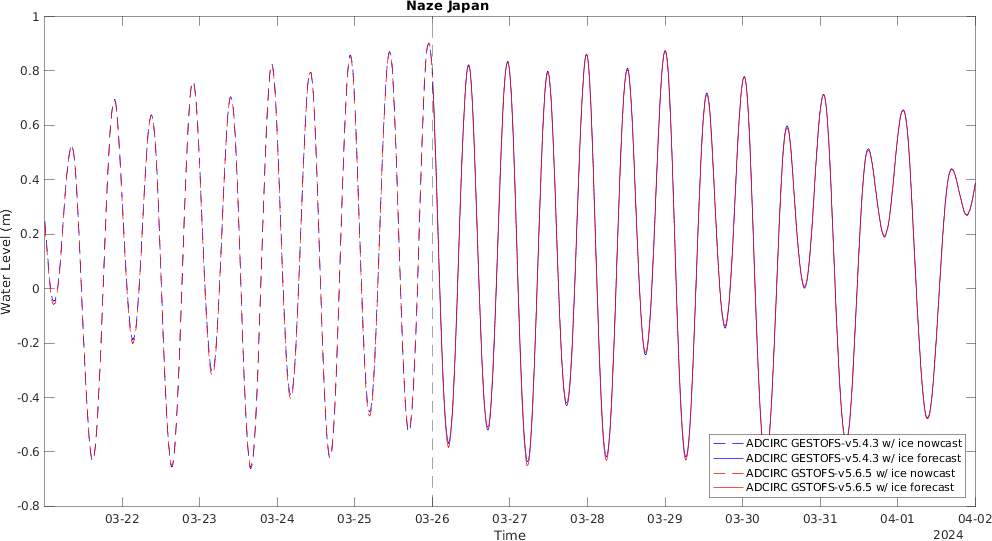 Naze Japan
1
0.8
0.6
0.4
0.2
0
-0.2
-0.4
-0.6
-0.8
Water Level (m)
ADCIRC GESTOFS-v5.4.3 w/ ice nowcast
ADCIRC GESTOFS-v5.4.3 w/ ice forecast
ADCIRC GSTOFS-v5.6.5 w/ ice nowcast
ADCIRC GSTOFS-v5.6.5 w/ ice forecast
03-22 03-23 03-24 03-25 03-26 03-27 03-28 03-29 03-30 03-31 04-01 04-02
Time
2024